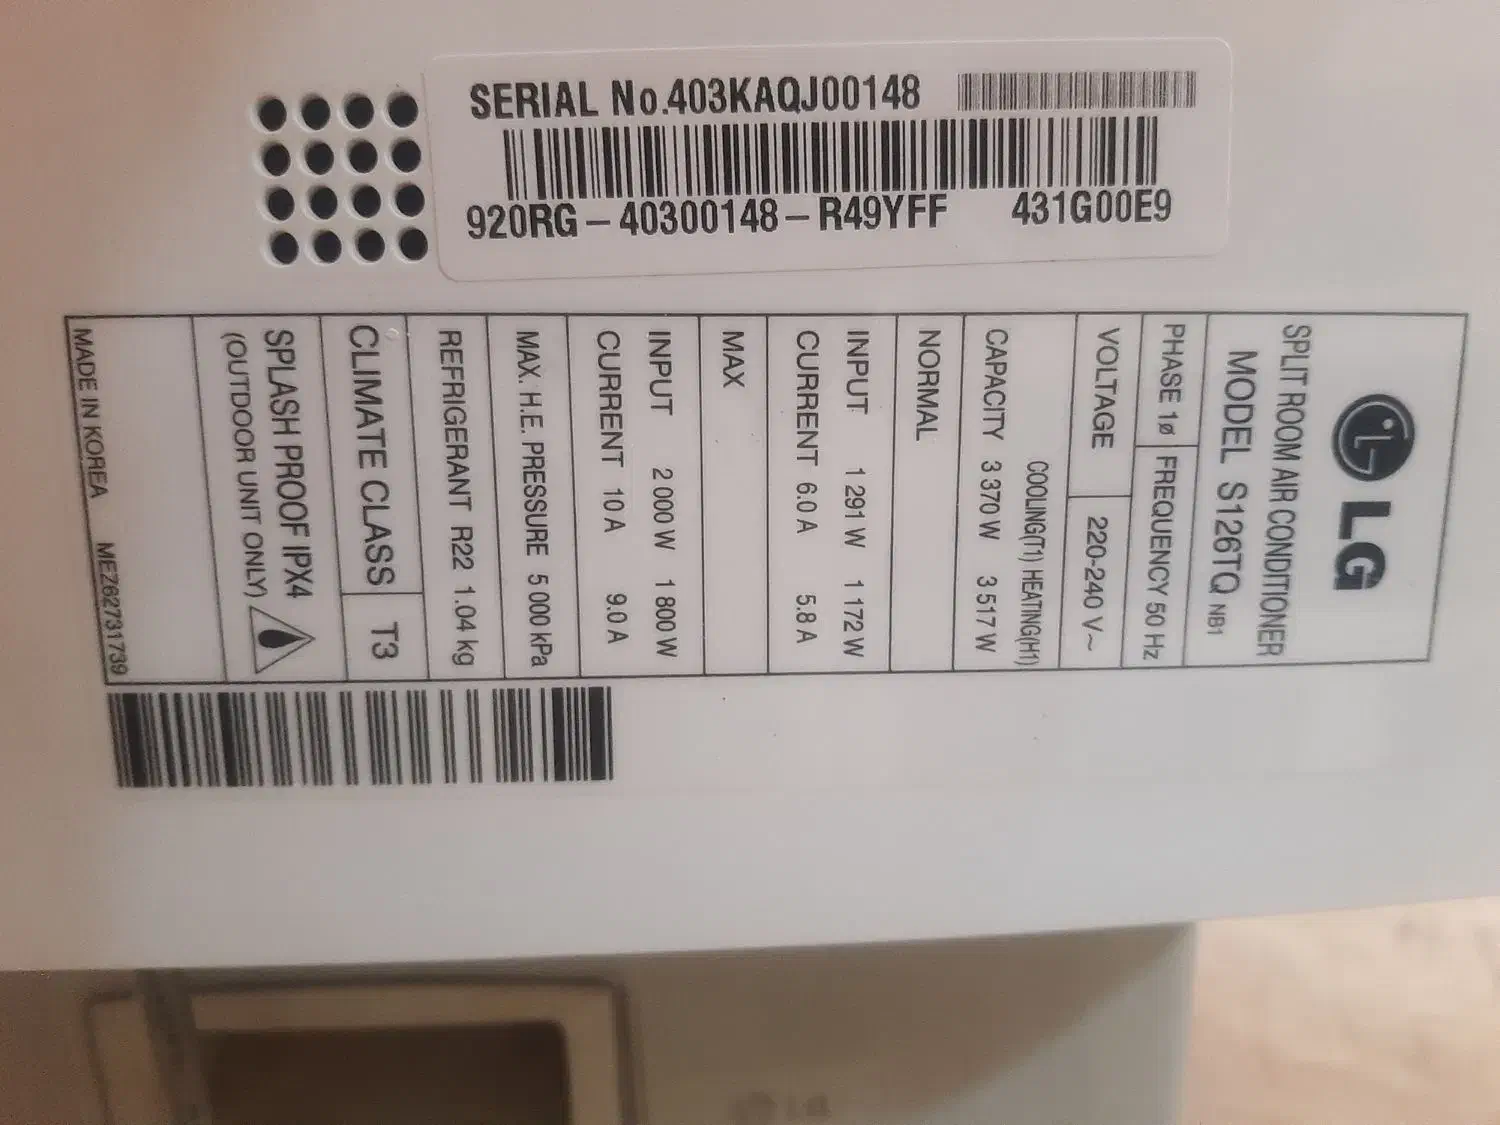 SERIAL No.403KAQJ00148
920RG-40300148-R49YFF 431G00E9
LG
SPLIT ROOM AIR CONDITIONER
MODEL S126TQ NB1
PHASE 1ø FREQUENCY 50 Hz
VOLTAGE 220-240 V~
COOLING(T1) HEATING(H1)
CAPACITY 3 370 W 3 517 W
NORMAL
INPUT 1 291 W 1 172 W
CURRENT 6.0 A 5.8 A
MAX
INPUT 2 000 W 1 800 W
CURRENT 10 A 9.0 A
MAX. H.E. PRESSURE 5 000 kPa
REFRIGERANT R22 1.04 kg
CLIMATE CLASS T3
SPLASH PROOF IPX4
(OUTDOOR UNIT ONLY)
MADE IN KOREA MEZ62731739